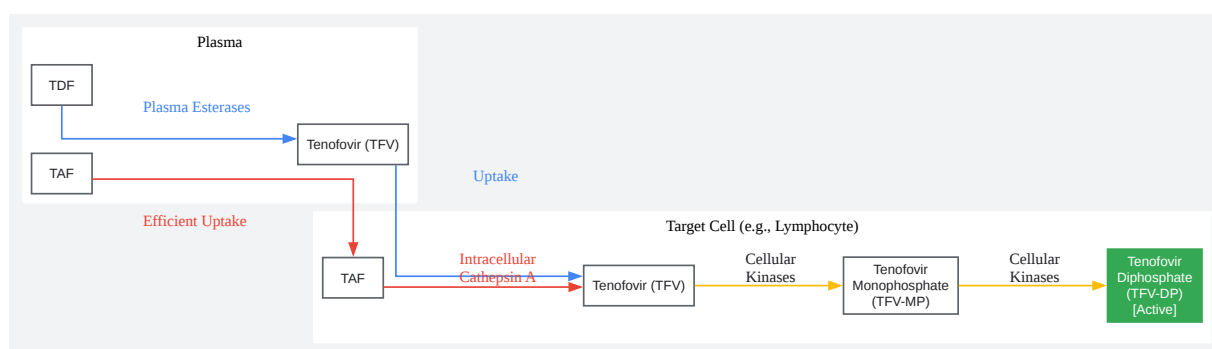 Plasma
TDF
Plasma Esterases
Tenofovir (TFV)
TAF
Uptake
Efficient Uptake
Target Cell (e.g., Lymphocyte)
TAF
Intracellular
Cathepsin A
Tenofovir (TFV)
Cellular
Kinases
Tenofovir
Monophosphate
(TFV-MP)
Cellular
Kinases
Tenofovir
Diphosphate
(TFV-DP)
[Active]